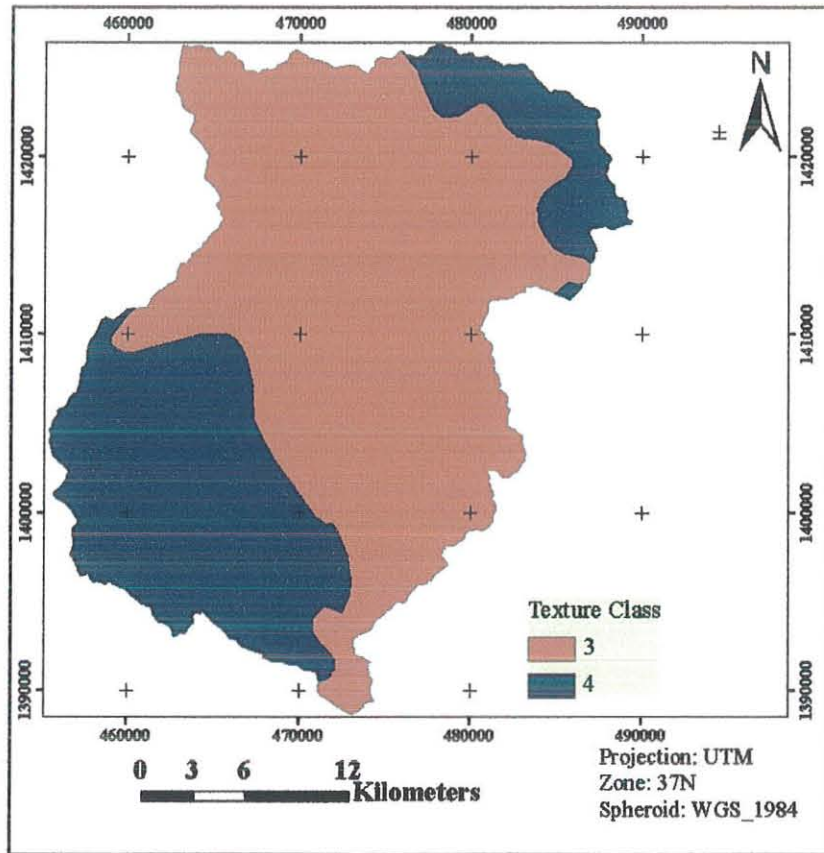 460000 470000 480000 490000
N
1420000 1420000
1410000 1410000
1400000 1400000
1390000 1390000
Texture Class
3
4
460000 470000 480000 490000
0 3 6 12
Kilometers
Projection: UTM
Zone: 37N
Spheroid: WGS_1984